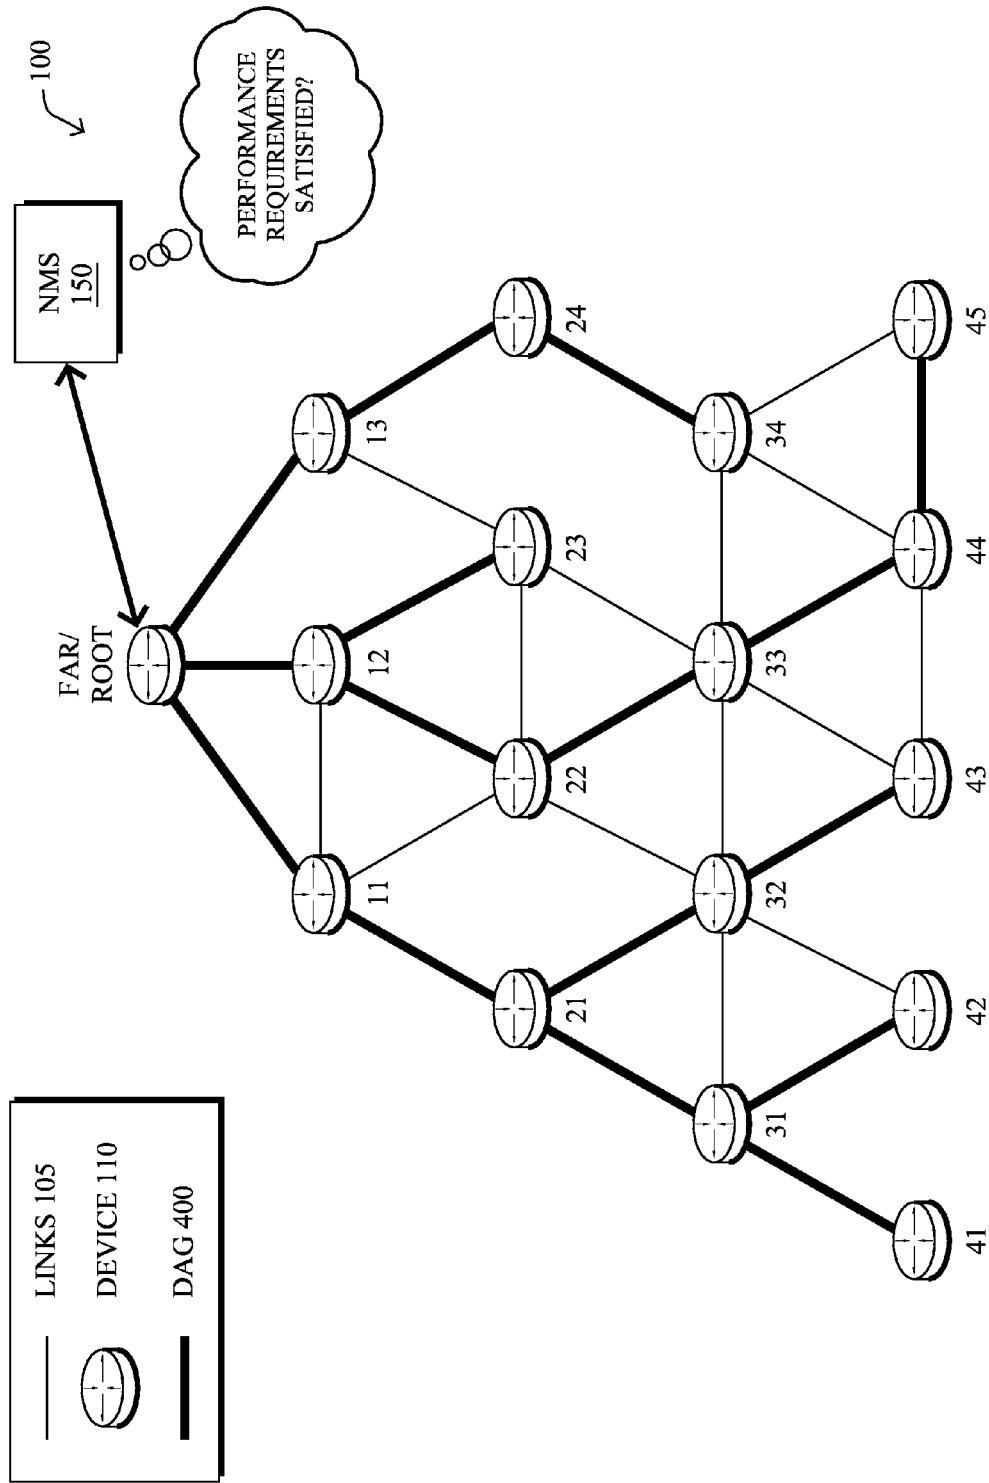 LINKS 105
DEVICE 110
DAG 400
NMS
150
100
PERFORMANCE
REQUIREMENTS
SATISFIED?
FAR/
ROOT
11
12
13
21
22
23
24
31
32
33
34
41
42
43
44
45